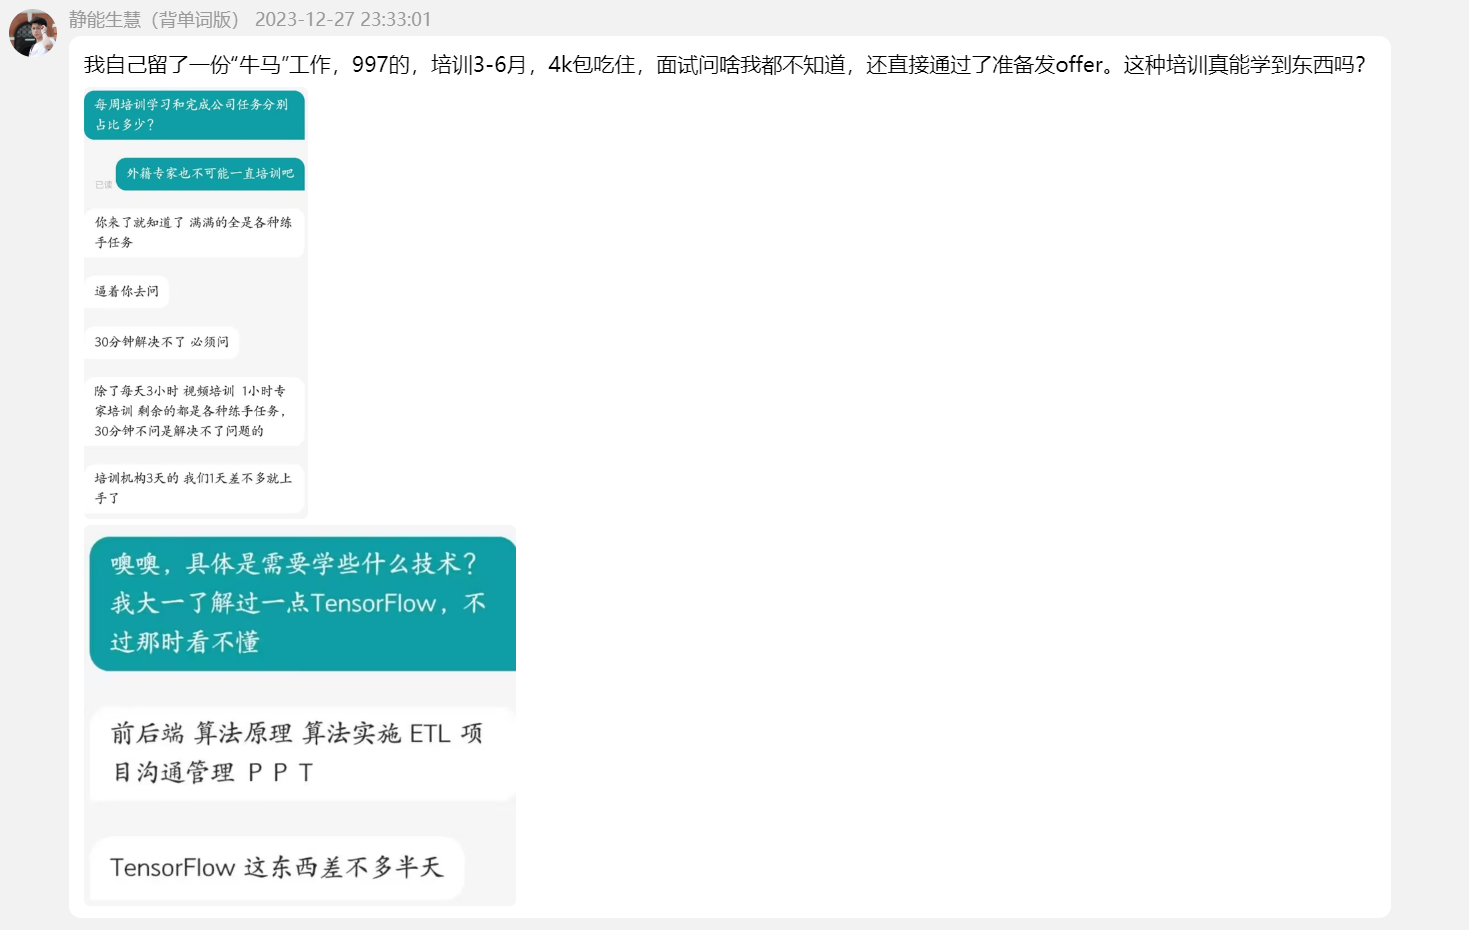 静能生慧（背单词版） 2023-12-27 23:33:01
我自己留了一份“牛马”工作，997的，培训3-6月，4k包吃住，面试问啥我都不知道，还直接通过了准备发offer。这种培训真能学到东西吗？
每周培训学习和完成公司任务分别
占比多少？
外籍专家也不可能一直培训吧
已读
你来了就知道了 满满的全是各种练
手任务
逼着你去问
30分钟解决不了 必须问
除了每天3小时 视频培训 1小时专
家培训 剩余的都是各种练手任务，
30分钟不问是解决不了问题的
培训机构3天的 我们1天差不多就上
手了
噢噢，具体是需要学些什么技术？
我大一了解过一点TensorFlow，不
过那时看不懂
前后端 算法原理 算法实施 ETL 项
目沟通管理 P P T
TensorFlow 这东西差不多半天